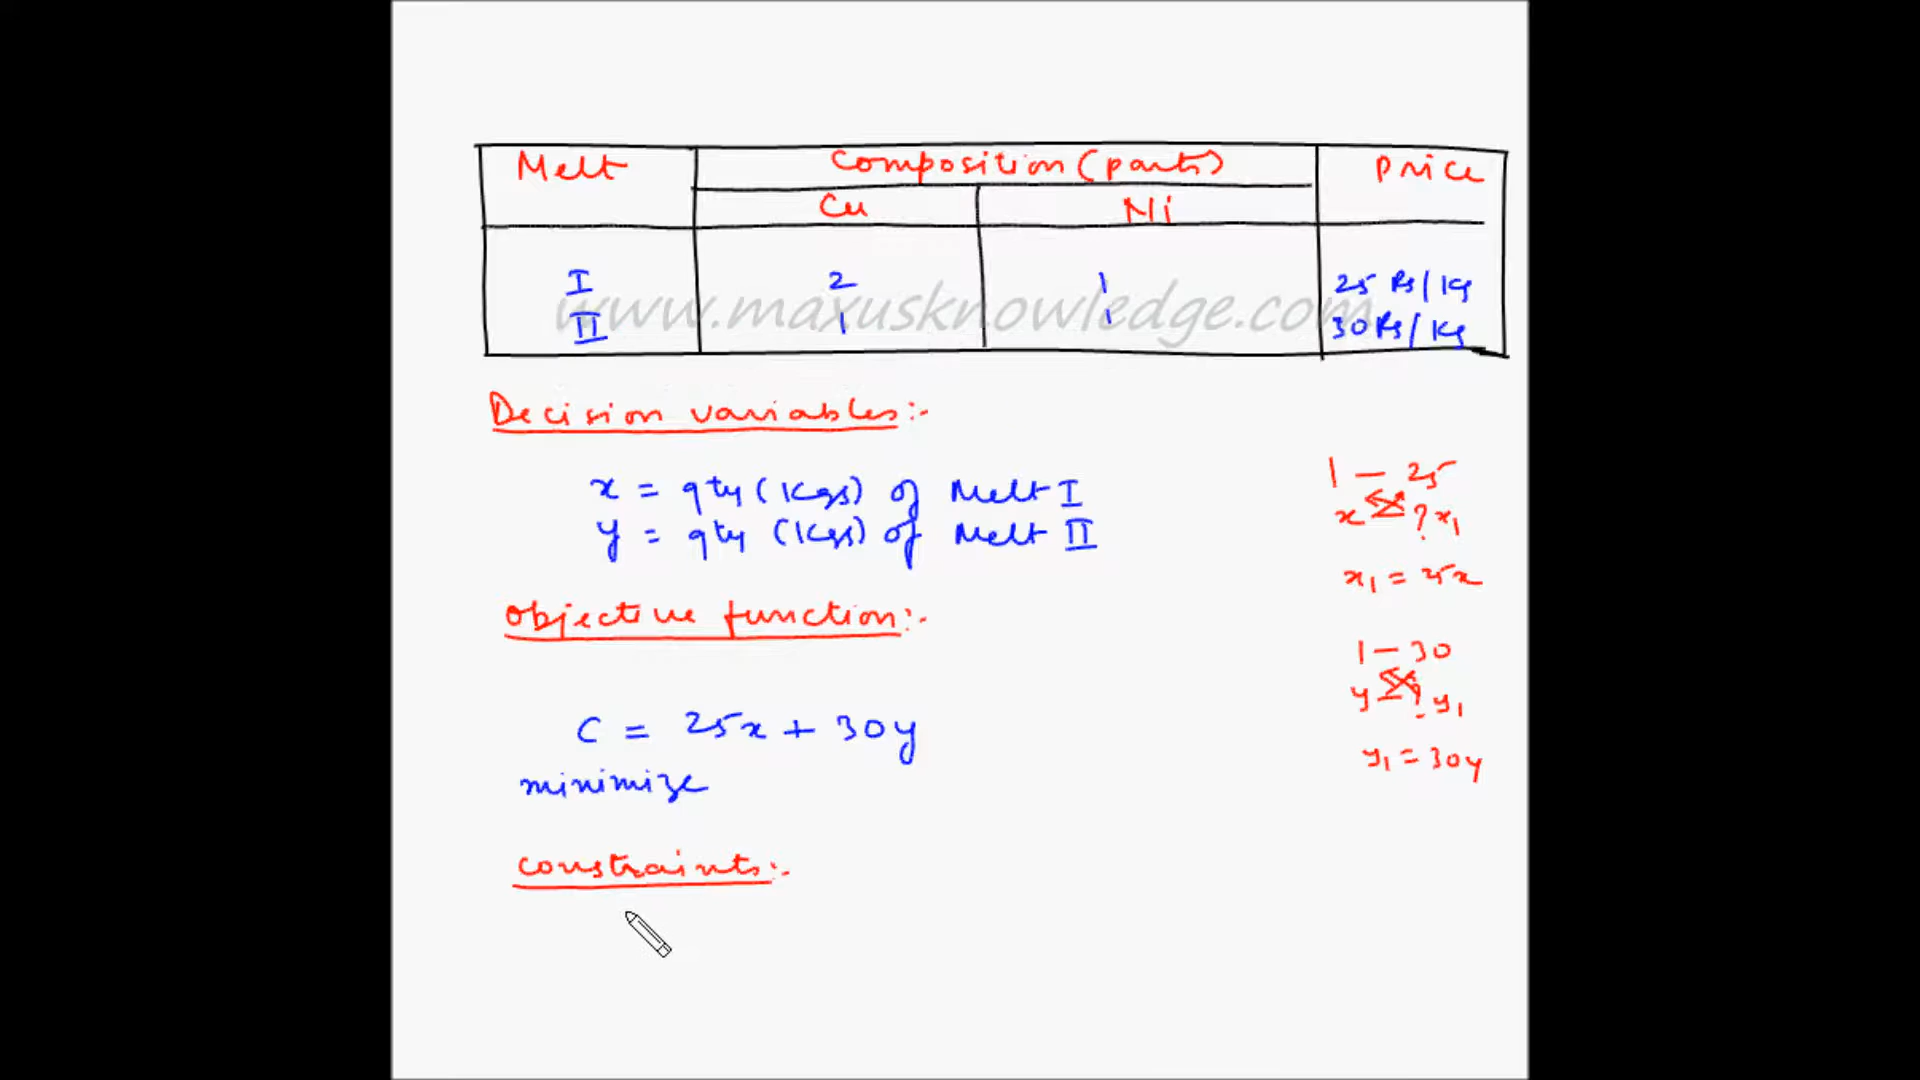 Melt Composition (parts) Price
Cu Ni
I 2 1 25 Rs/Kg
II 1 1 30 Rs/Kg
www.maxusknowledge.com
Decision variables:-
x = qty (Kgs) of Melt I
y = qty (Kgs) of Melt II
1 — 25
x ? x1
x1 = 25x
Objective function:-
1 — 30
y ? y1
C = 25x + 30y
y1 = 30y
minimize
constraints:-